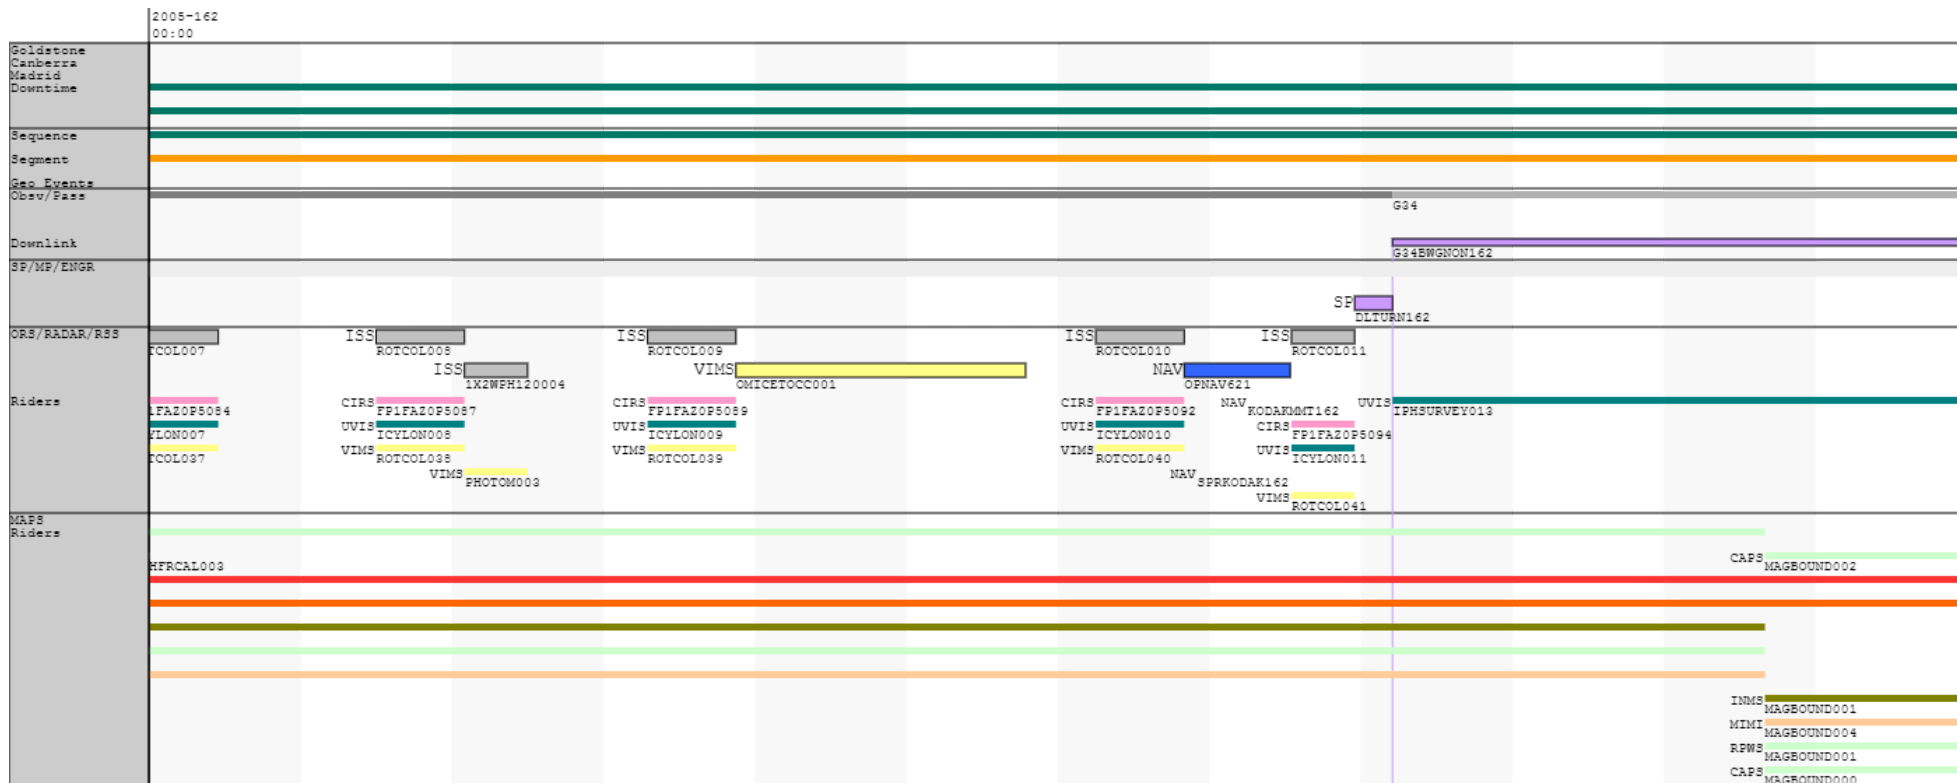 2005-162
00:00
Goldstone
Canberra
Madrid
Downtime
Sequence
Segment
Geo Events
Obsv/Pass
G34
Downlink
G34BWGNON162
SP/MP/ENGR
SP
DLTURN162
ORS/RADAR/RSS
ISS ISS ISS ISS
TCOL007 ROTCOL008 ROTCOL009 ROTCOL010 ROTCOL011
ISS VIMS NAV
1X2WPH120004 OMICETOCC001 OPNAV621
Riders CIRS CIRS CIRS NAV UVIS
1FAZ0P5084 FP1FAZ0P5087 FP1FAZ0P5089 FP1FAZ0P5092 KODAKMMT162 IPHSURVEY013
UVIS UVIS UVIS CIRS
YLON007 ICYLON008 ICYLON009 ICYLON010 FP1FAZ0P5094
VIMS VIMS VIMS UVIS
TCOL037 ROTCOL038 ROTCOL039 ROTCOL040 ICYLON011
VIMS NAV
PHOTOM003 SPRKODAK162
VIMS
ROTCOL041
MAPS
Riders
CAPS
HFRCAL003 MAGBOUND002
INMS
MAGBOUND001
MIMI
MAGBOUND004
RPWS
MAGBOUND001
CAPS
MAGBOUND000